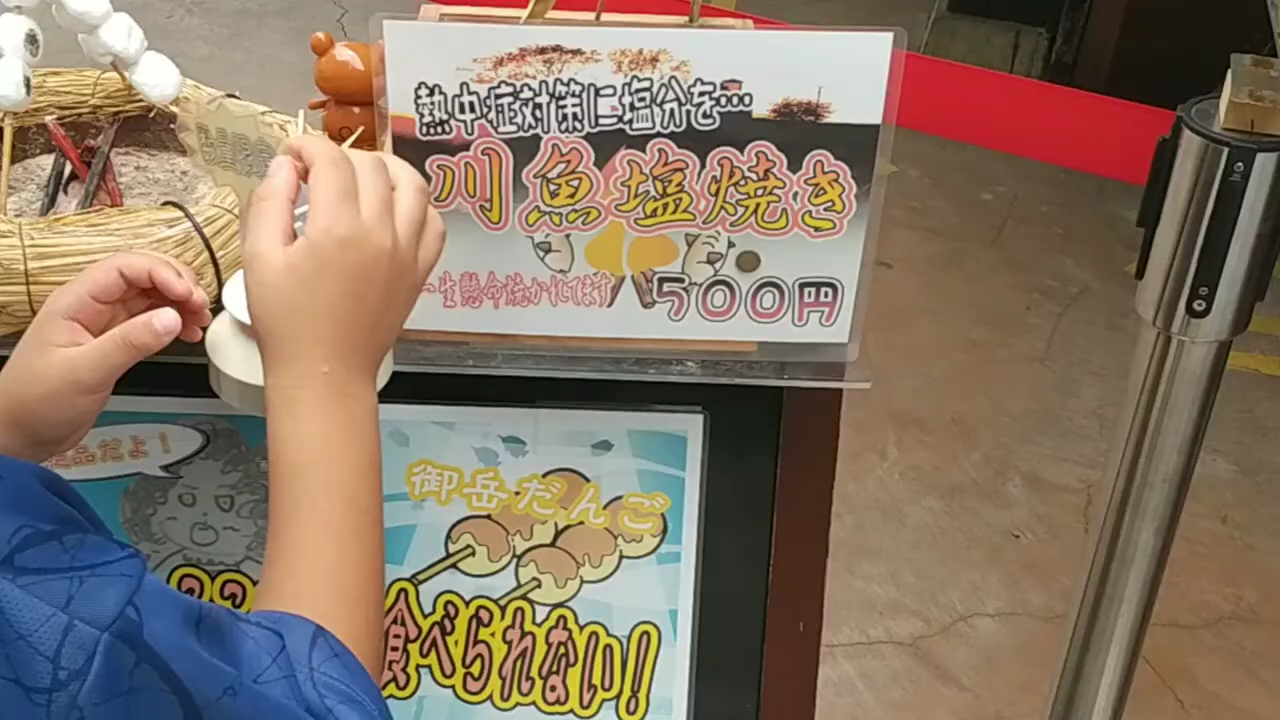 熱中症対策に塩分を…
川魚塩焼き
一生懸命焼かれてます
500円
品だよ！
御岳だんご
食べられない！